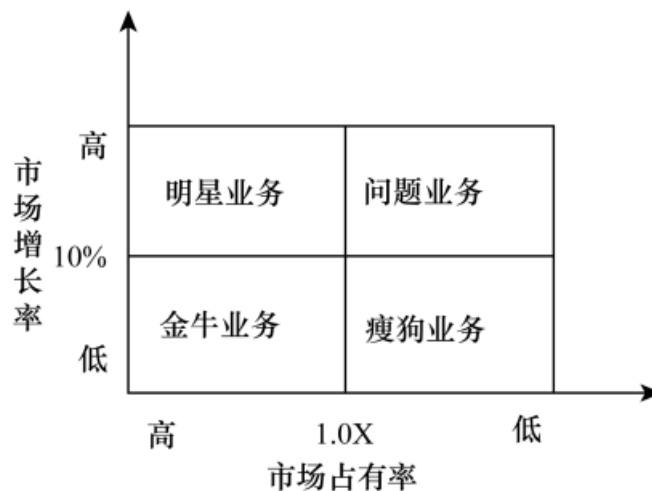 高
市场增长率
明星业务
问题业务
10%
金牛业务
瘦狗业务
低
高
1.0X
低
市场占有率